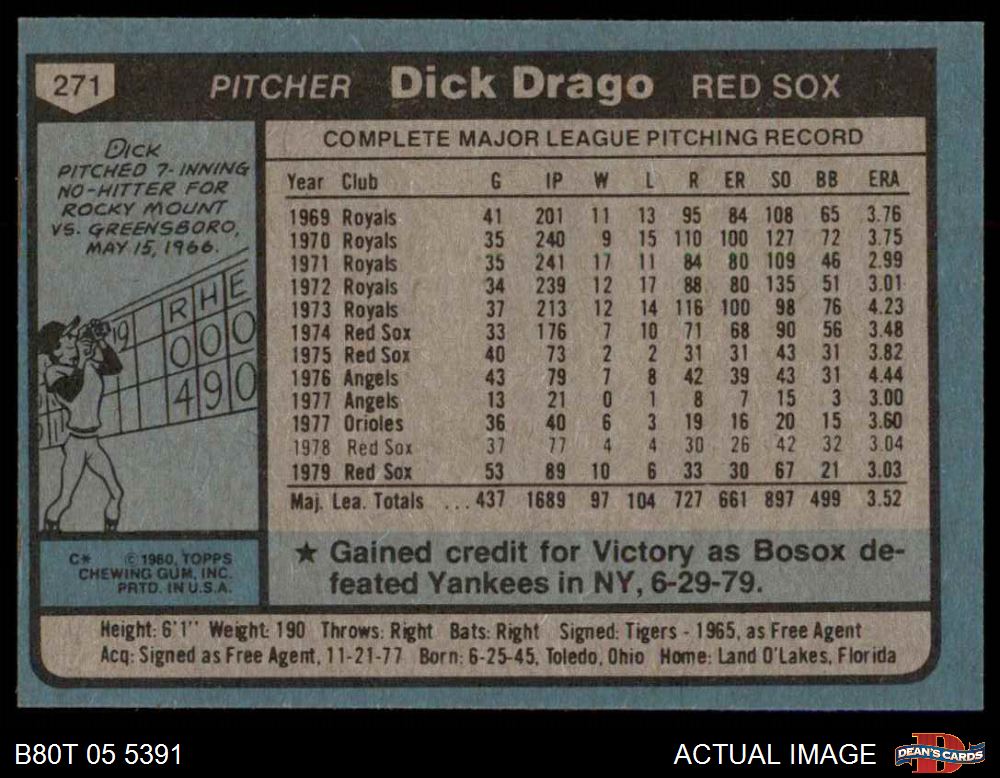 271 PITCHER Dick Drago RED SOX
DICK
PITCHED 7-INNING
NO-HITTER FOR
ROCKY MOUNT
VS. GREENSBORO,
MAY 15, 1966.
19 R H E
0 0 0
4 9 0
C* © 1980, TOPPS
CHEWING GUM, INC.
PRTD. IN U.S.A.
COMPLETE MAJOR LEAGUE PITCHING RECORD
Year Club G IP W L R ER SO BB ERA
1969 Royals 41 201 11 13 95 84 108 65 3.76
1970 Royals 35 240 9 15 110 100 127 72 3.75
1971 Royals 35 241 17 11 84 80 109 46 2.99
1972 Royals 34 239 12 17 88 80 135 51 3.01
1973 Royals 37 213 12 14 116 100 98 76 4.23
1974 Red Sox 33 176 7 10 71 68 90 56 3.48
1975 Red Sox 40 73 2 2 31 31 43 31 3.82
1976 Angels 43 79 7 8 42 39 43 31 4.44
1977 Angels 13 21 0 1 8 7 15 3 3.00
1977 Orioles 36 40 6 3 19 16 20 15 3.60
1978 Red Sox 37 77 4 4 30 26 42 32 3.04
1979 Red Sox 53 89 10 6 33 30 67 21 3.03
Maj. Lea. Totals ... 437 1689 97 104 727 661 897 499 3.52
★ Gained credit for Victory as Bosox de-
feated Yankees in NY, 6-29-79.
Height: 6'1" Weight: 190 Throws: Right Bats: Right Signed: Tigers - 1965, as Free Agent
Acq: Signed as Free Agent, 11-21-77 Born: 6-25-45, Toledo, Ohio Home: Land O'Lakes, Florida
B80T 05 5391 ACTUAL IMAGE DEAN'S CARDS